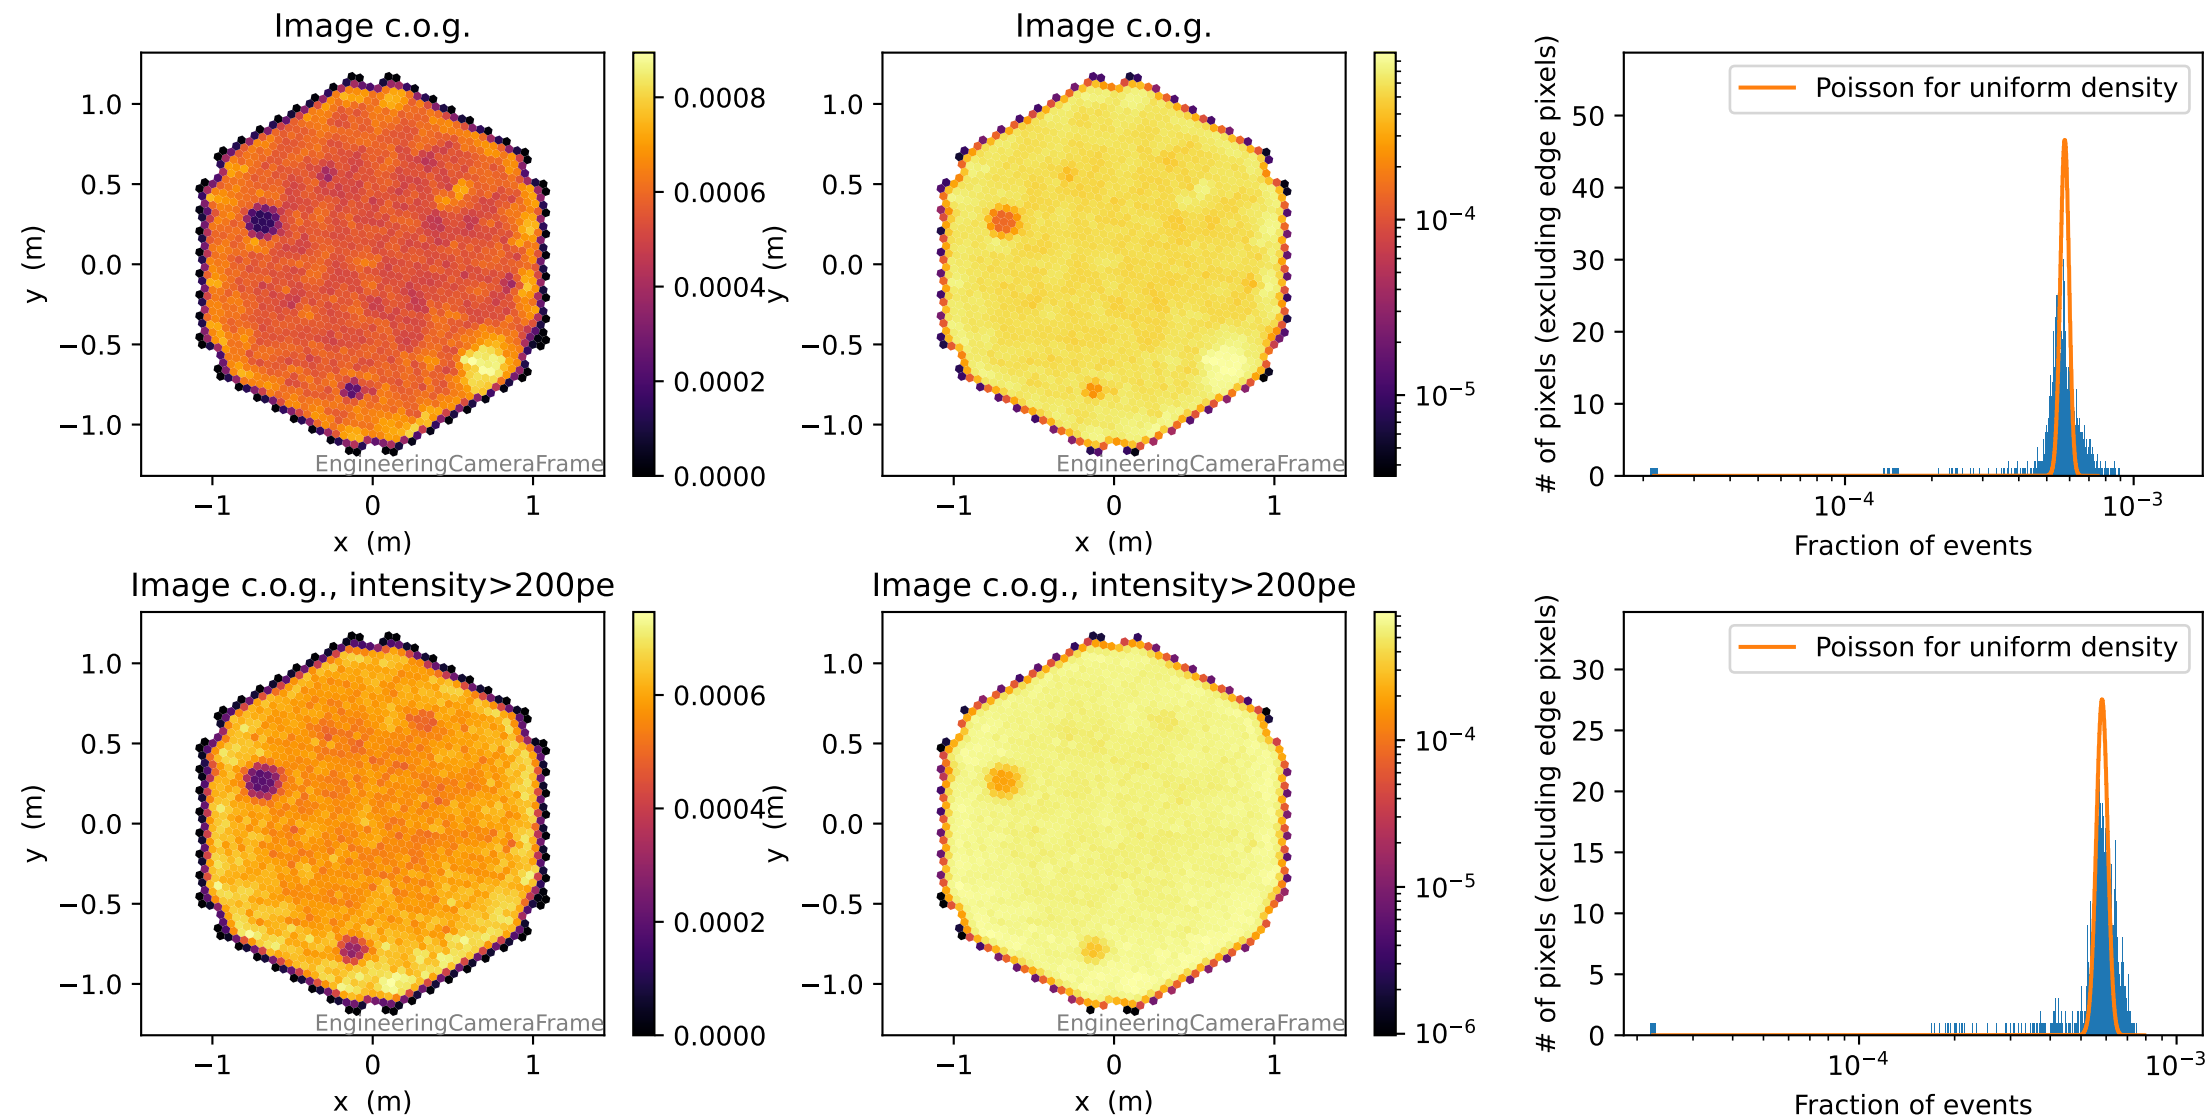 Image c.o.g.
1.0
0.5
0.0
−0.5
−1.0
y (m)
−1
0
1
x (m)
EngineeringCameraFrame
0.0008
0.0006
0.0004
0.0002
0.0000
Image c.o.g.
1.0
0.5
0.0
−0.5
−1.0
y (m)
−1
0
1
x (m)
EngineeringCameraFrame
10⁻⁴
10⁻⁵
# of pixels (excluding edge pixels)
50
40
30
20
10
0
Poisson for uniform density
10⁻⁴
10⁻³
Fraction of events
Image c.o.g., intensity>200pe
1.0
0.5
0.0
−0.5
−1.0
y (m)
−1
0
1
x (m)
EngineeringCameraFrame
0.0006
0.0004
0.0002
0.0000
Image c.o.g., intensity>200pe
1.0
0.5
0.0
−0.5
−1.0
y (m)
−1
0
1
x (m)
EngineeringCameraFrame
10⁻⁴
10⁻⁵
10⁻⁶
# of pixels (excluding edge pixels)
30
25
20
15
10
5
0
Poisson for uniform density
10⁻⁴
10⁻³
Fraction of events